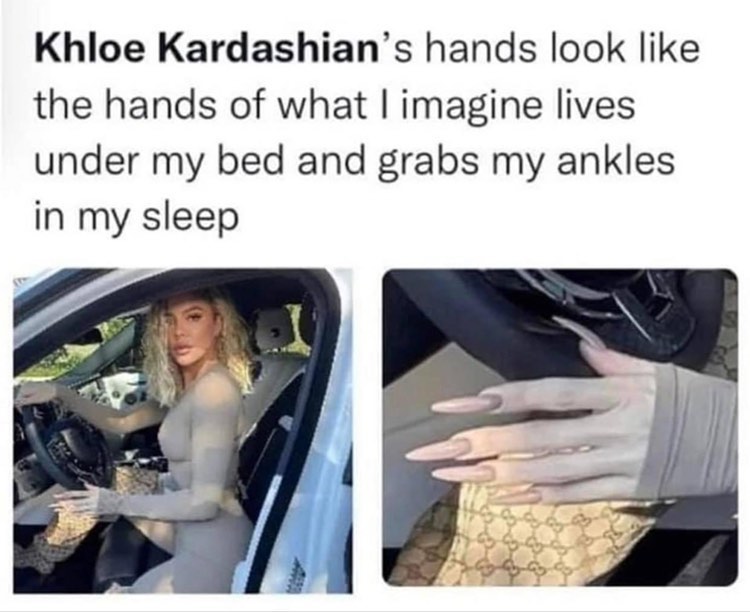 Khloe Kardashian's hands look like
the hands of what I imagine lives
under my bed and grabs my ankles
in my sleep